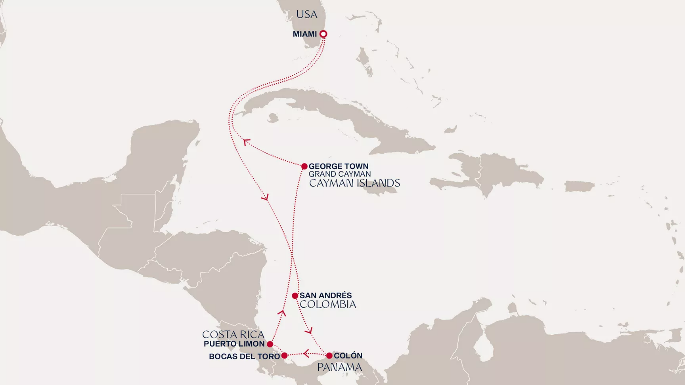 USA
MIAMI
GEORGE TOWN
GRAND CAYMAN
CAYMAN ISLANDS
SAN ANDRÉS
COLOMBIA
COSTA RICA
PUERTO LIMON
BOCAS DEL TORO
COLÓN
PANAMA